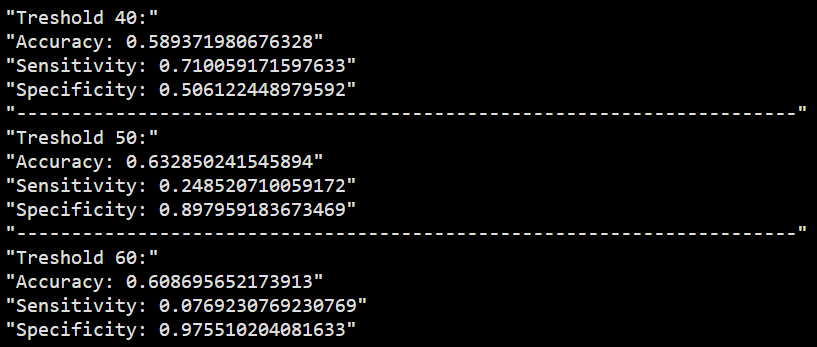 "Treshold 40:"
"Accuracy: 0.589371980676328"
"Sensitivity: 0.710059171597633"
"Specificity: 0.506122448979592"
"-----------------------------------------------------------------------"
"Treshold 50:"
"Accuracy: 0.632850241545894"
"Sensitivity: 0.248520710059172"
"Specificity: 0.897959183673469"
"-----------------------------------------------------------------------"
"Treshold 60:"
"Accuracy: 0.608695652173913"
"Sensitivity: 0.0769230769230769"
"Specificity: 0.975510204081633"